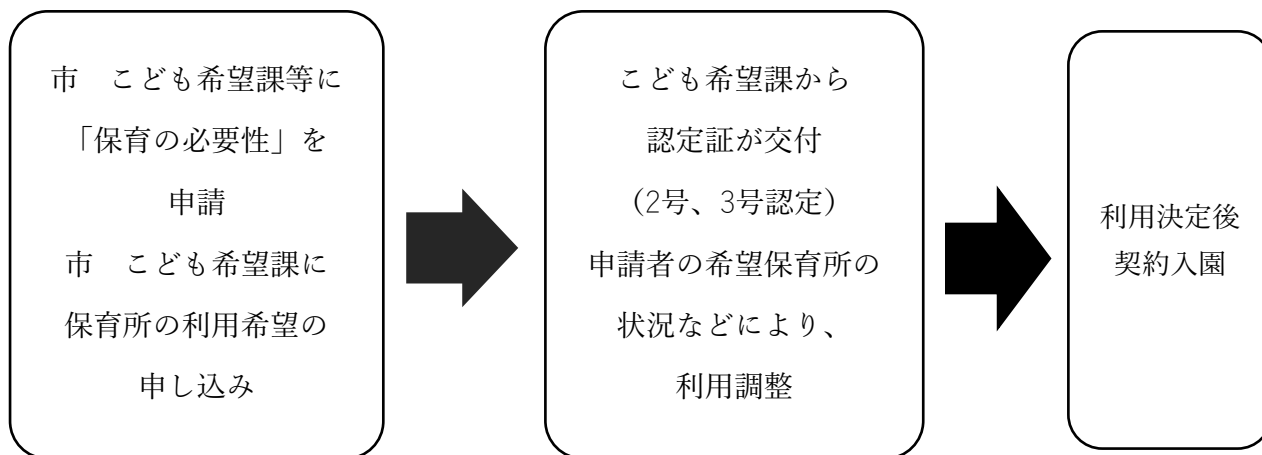 市　こども希望課等に
「保育の必要性」を
申請
市　こども希望課に
保育所の利用希望の
申し込み
こども希望課から
認定証が交付
（2号、3号認定）
申請者の希望保育所の
状況などにより、
利用調整
利用決定後
契約入園